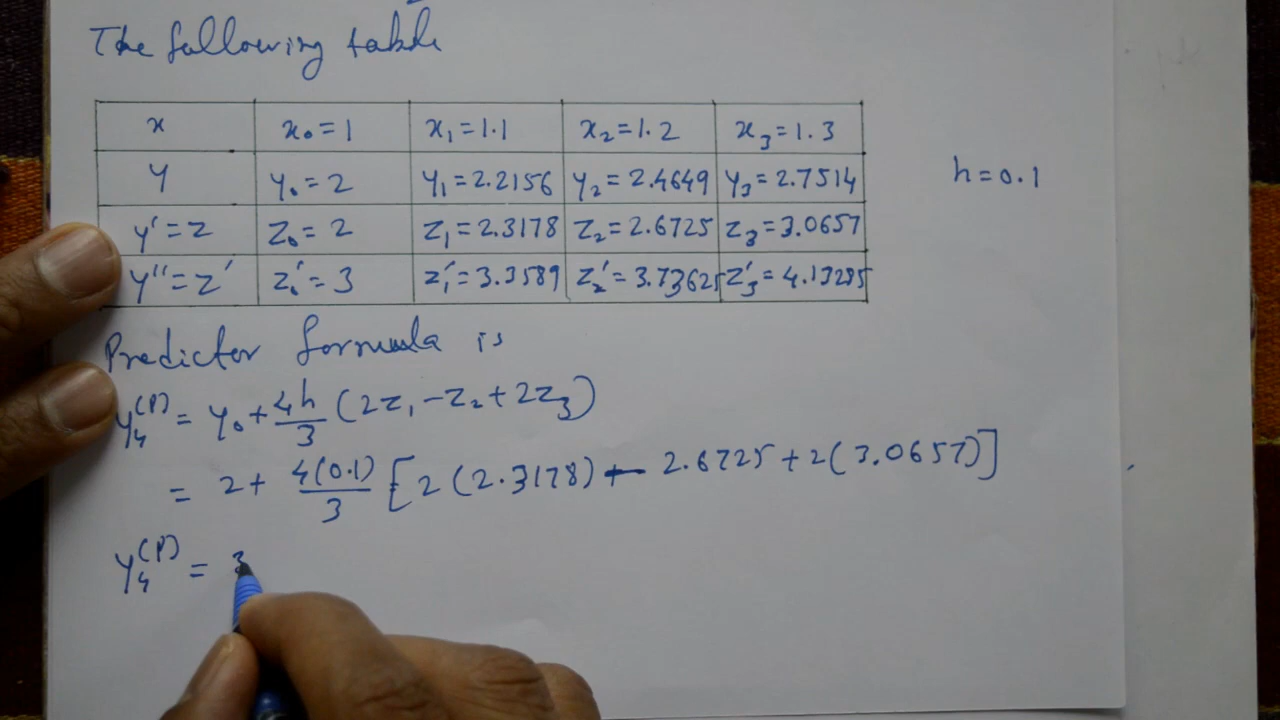 The following table
x x₀=1 x₁=1.1 x₂=1.2 x₃=1.3
y y₀=2 y₁=2.2156 y₂=2.4649 y₃=2.7514
h=0.1
y'=z z₀=2 z₁=2.3178 z₂=2.6725 z₃=3.0657
y''=z' z₀'=3 z₁'=3.3589 z₂'=3.73625 z₃'=4.13285
Predictor formula is
y₄⁽ᴾ⁾ = y₀ + 4h/3 (2z₁ - z₂ + 2z₃)
= 2 + 4(0.1)/3 [2(2.3178) - 2.6725 + 2(3.0657)]
y₄⁽ᴾ⁾ = 3